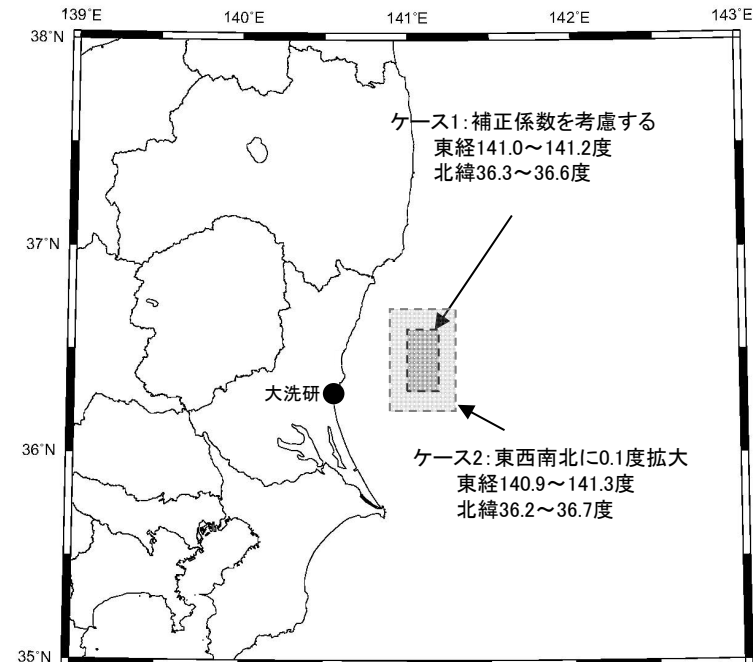 139˚E
140˚E
141˚E
142˚E
143˚E
38˚N
ケース1:補正係数を考慮する
東経141.0～141.2度
北緯36.3～36.6度
37˚N
大洗研
36˚N
ケース2:東西南北に0.1度拡大
東経140.9～141.3度
北緯36.2～36.7度
35˚N